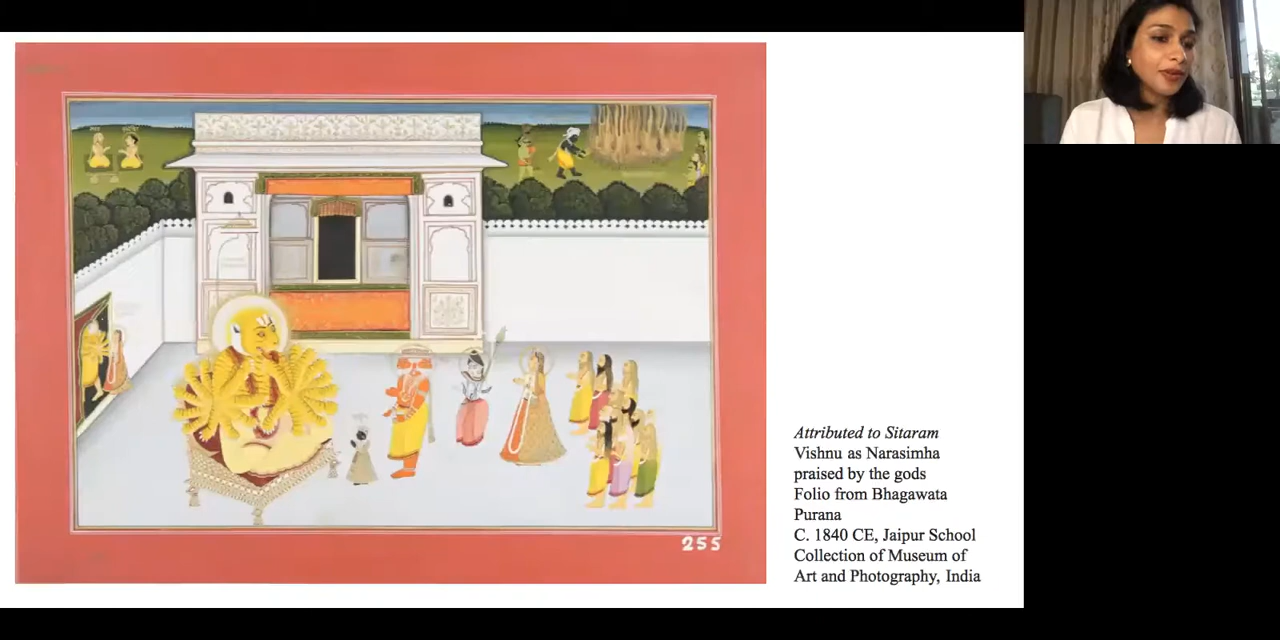 Attributed to Sitaram
Vishnu as Narasimha
praised by the gods
Folio from Bhagawata
Purana
C. 1840 CE, Jaipur School
Collection of Museum of
Art and Photography, India
255